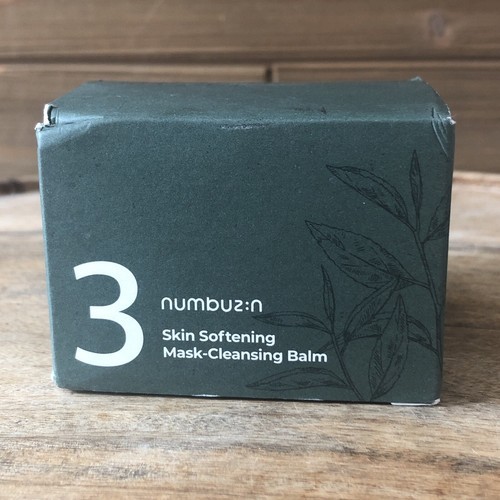 3
numbuz:n
Skin Softening
Mask-Cleansing Balm